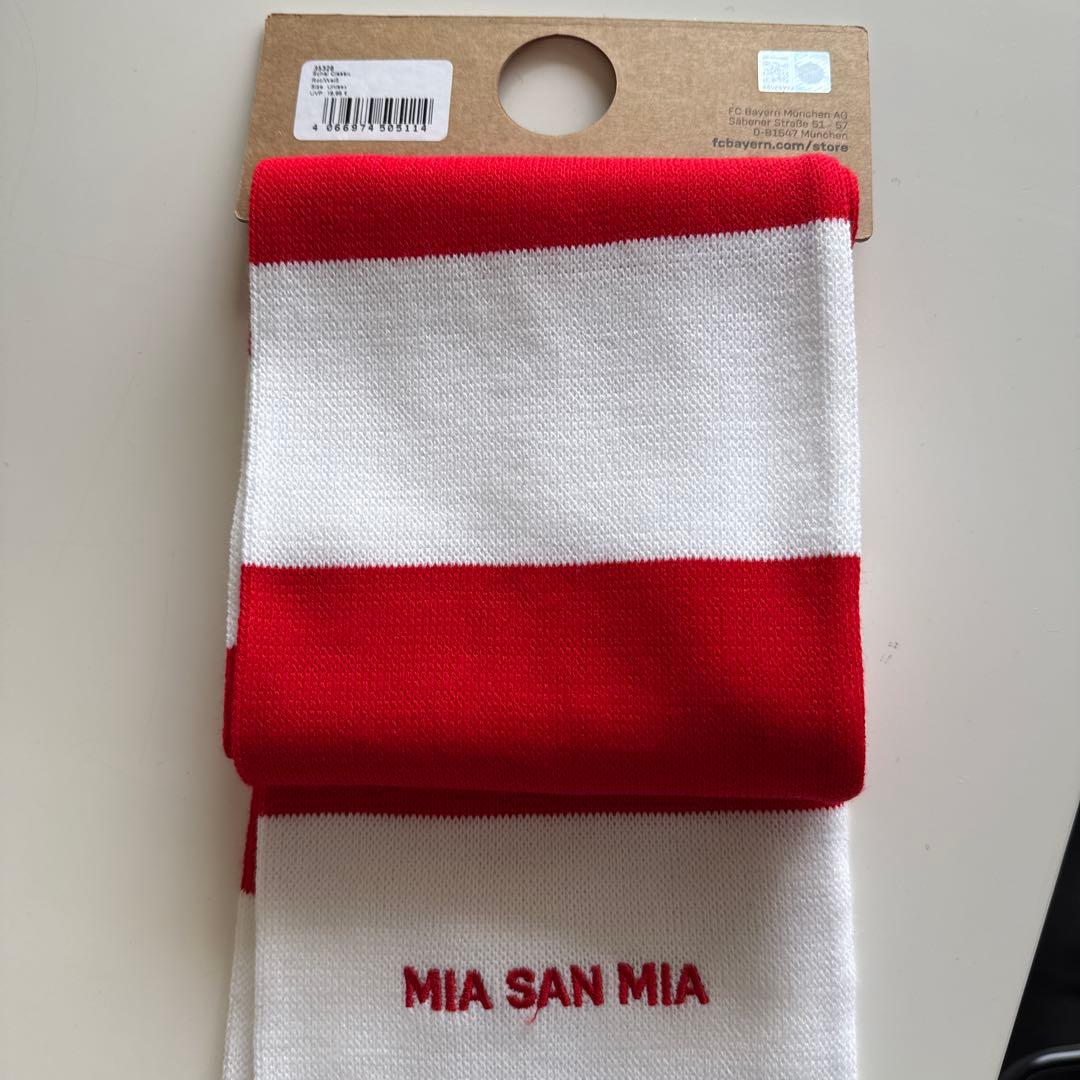 35328
Schal Classic
Rot/Weiß
Size: Unisex
UVP: 19,95 €
4 066974 505114
FC Bayern München AG
Säbener Straße 51 - 57
D-81547 München
fcbayern.com/store
MIA SAN MIA